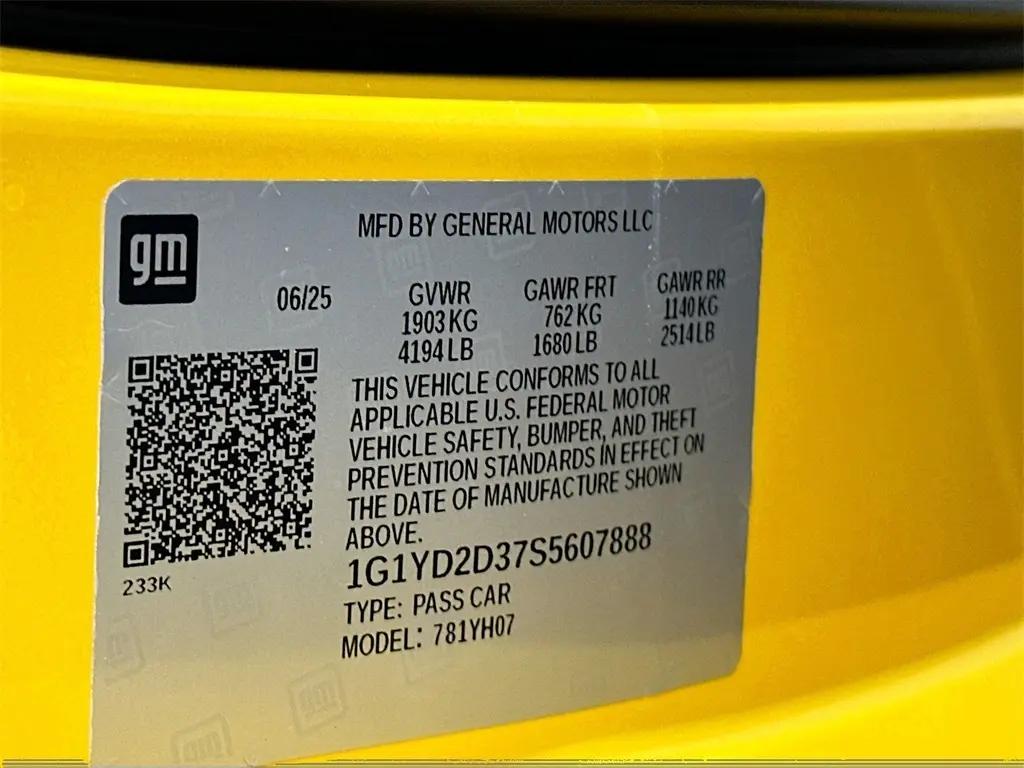 gm
MFD BY GENERAL MOTORS LLC
06/25
GVWR GAWR FRT GAWR RR
1903 KG 762 KG 1140 KG
4194 LB 1680 LB 2514 LB
THIS VEHICLE CONFORMS TO ALL
APPLICABLE U.S. FEDERAL MOTOR
VEHICLE SAFETY, BUMPER, AND THEFT
PREVENTION STANDARDS IN EFFECT ON
THE DATE OF MANUFACTURE SHOWN
ABOVE.
1G1YD2D37S5607888
233K
TYPE: PASS CAR
MODEL: 781YH07